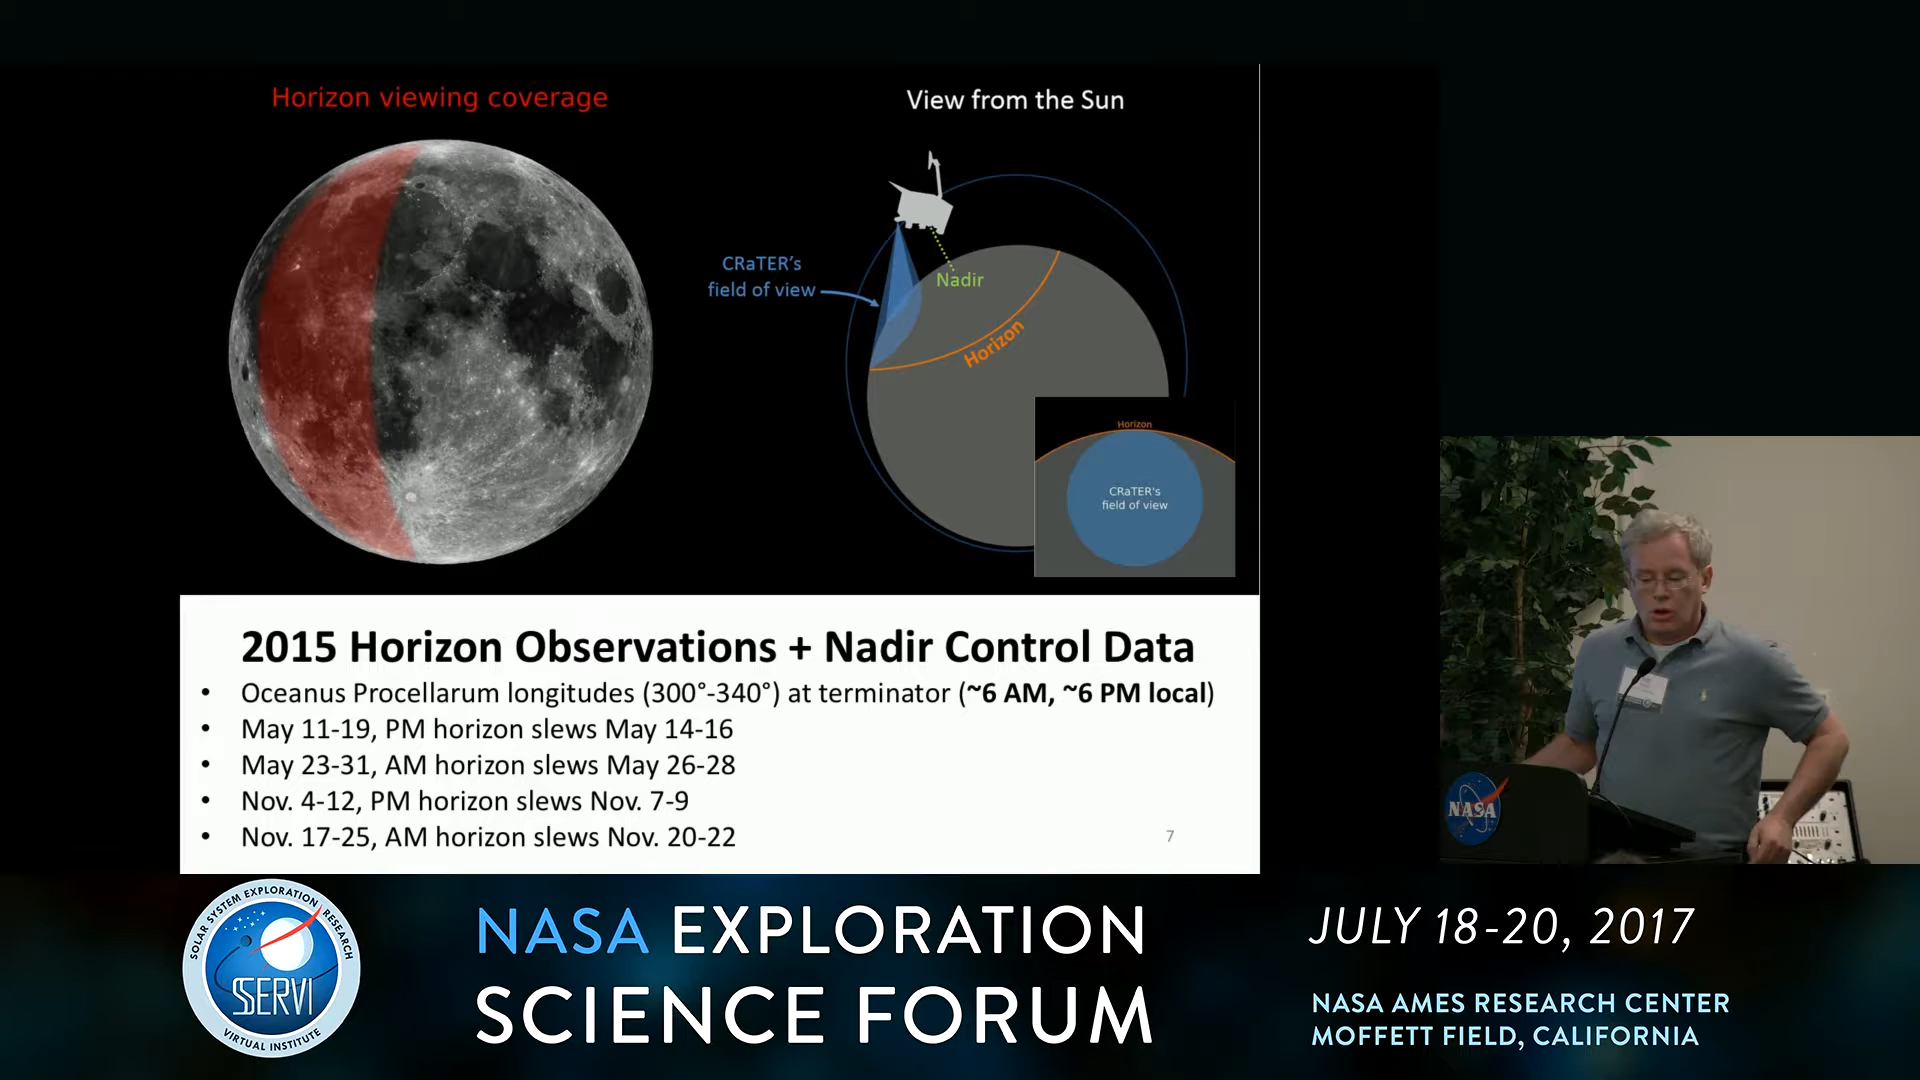 Horizon viewing coverage
View from the Sun
CRaTER's
field of view
Nadir
Horizon
Horizon
CRaTER's
field of view
2015 Horizon Observations + Nadir Control Data
• Oceanus Procellarum longitudes (300°-340°) at terminator (~6 AM, ~6 PM local)
• May 11-19, PM horizon slews May 14-16
• May 23-31, AM horizon slews May 26-28
• Nov. 4-12, PM horizon slews Nov. 7-9
• Nov. 17-25, AM horizon slews Nov. 20-22
7
NASA
SOLAR SYSTEM EXPLORATION RESEARCH
SSERVI
VIRTUAL INSTITUTE
NASA EXPLORATION
SCIENCE FORUM
JULY 18-20, 2017
NASA AMES RESEARCH CENTER
MOFFETT FIELD, CALIFORNIA